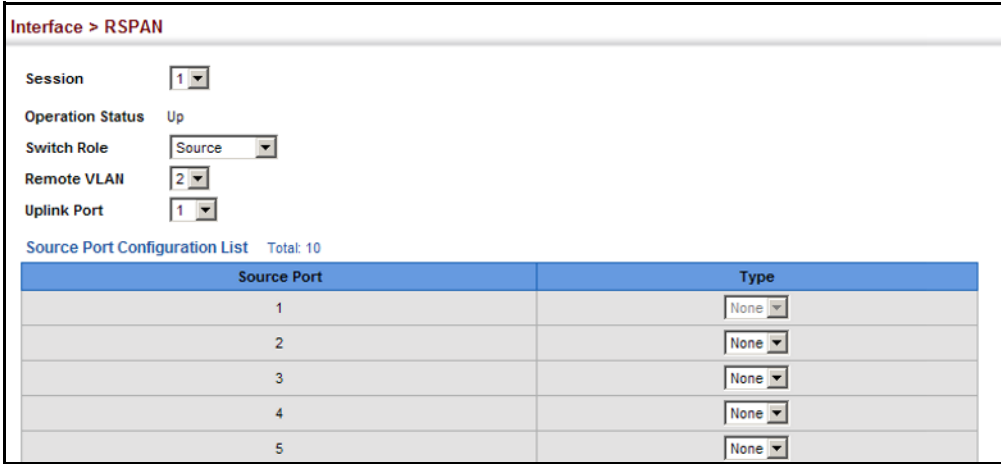 Interface > RSPAN
Session 1
Operation Status Up
Switch Role Source
Remote VLAN 2
Uplink Port 1
Source Port Configuration List Total: 10
Source Port Type
1 None
2 None
3 None
4 None
5 None